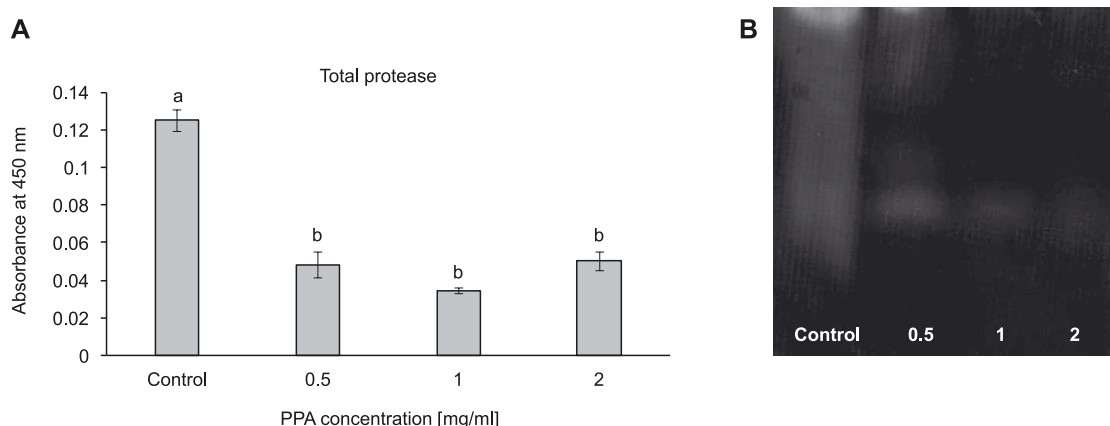 A
Total protease
Absorbance at 450 nm
0.14
0.12
0.1
0.08
0.06
0.04
0.02
0
a
b
b
b
Control 0.5 1 2
PPA concentration [mg/ml]
B
Control 0.5 1 2